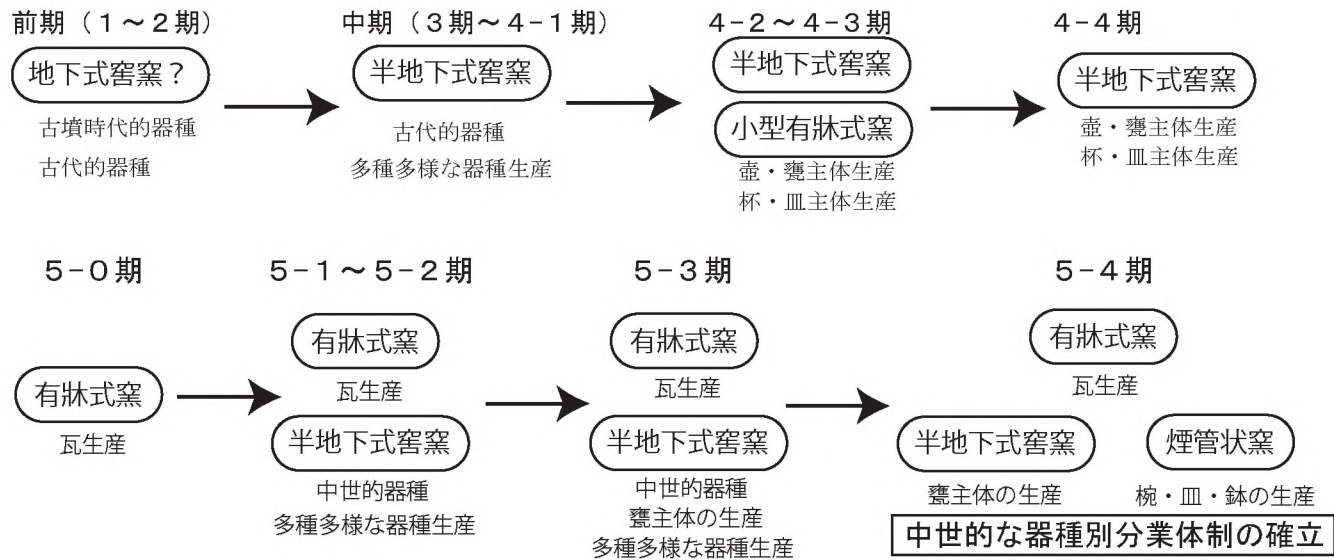 前期（１～２期）
地下式窖窯？
古墳時代的器種
古代的器種
中期（３期～４-１期）
半地下式窖窯
古代的器種
多種多様な器種生産
４-２～４-３期
半地下式窖窯
小型有牀式窯
壺・甕主体生産
杯・皿主体生産
４-４期
半地下式窖窯
壺・甕主体生産
杯・皿主体生産
５-０期
有牀式窯
瓦生産
５-１～５-２期
有牀式窯
瓦生産
半地下式窖窯
中世的器種
多種多様な器種生産
５-３期
有牀式窯
瓦生産
半地下式窖窯
中世的器種
甕主体の生産
多種多様な器種生産
５-４期
有牀式窯
瓦生産
半地下式窖窯
甕主体の生産
煙管状窯
椀・皿・鉢の生産
中世的な器種別分業体制の確立